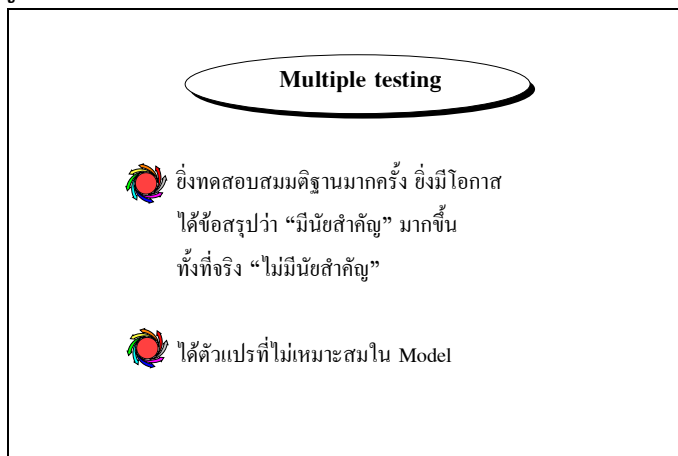 Multiple testing
ยิ่งทดสอบสมมติฐานมากครั้ง ยิ่งมีโอกาส
ได้ข้อสรุปว่า “มีนัยสำคัญ” มากขึ้น
ทั้งที่จริง “ไม่มีนัยสำคัญ”
ได้ตัวแปรที่ไม่เหมาะสมใน Model